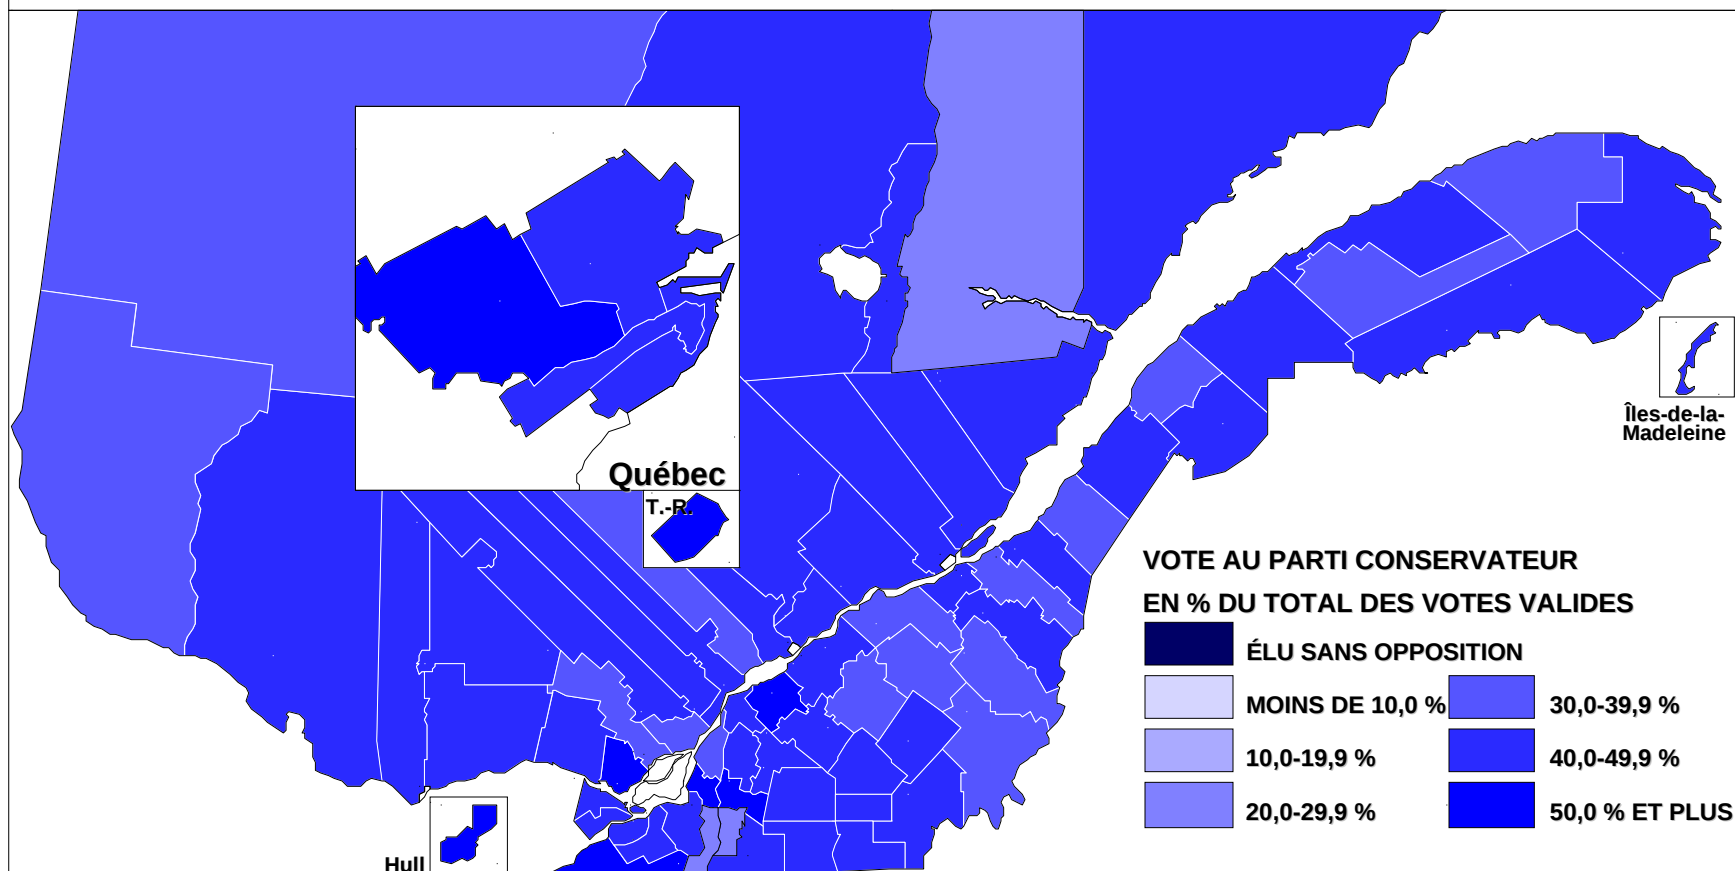 Québec
T.-R.
Îles-de-la-
Madeleine
VOTE AU PARTI CONSERVATEUR
EN % DU TOTAL DES VOTES VALIDES
ÉLU SANS OPPOSITION
MOINS DE 10,0 %
30,0-39,9 %
10,0-19,9 %
40,0-49,9 %
20,0-29,9 %
50,0 % ET PLUS
Hull